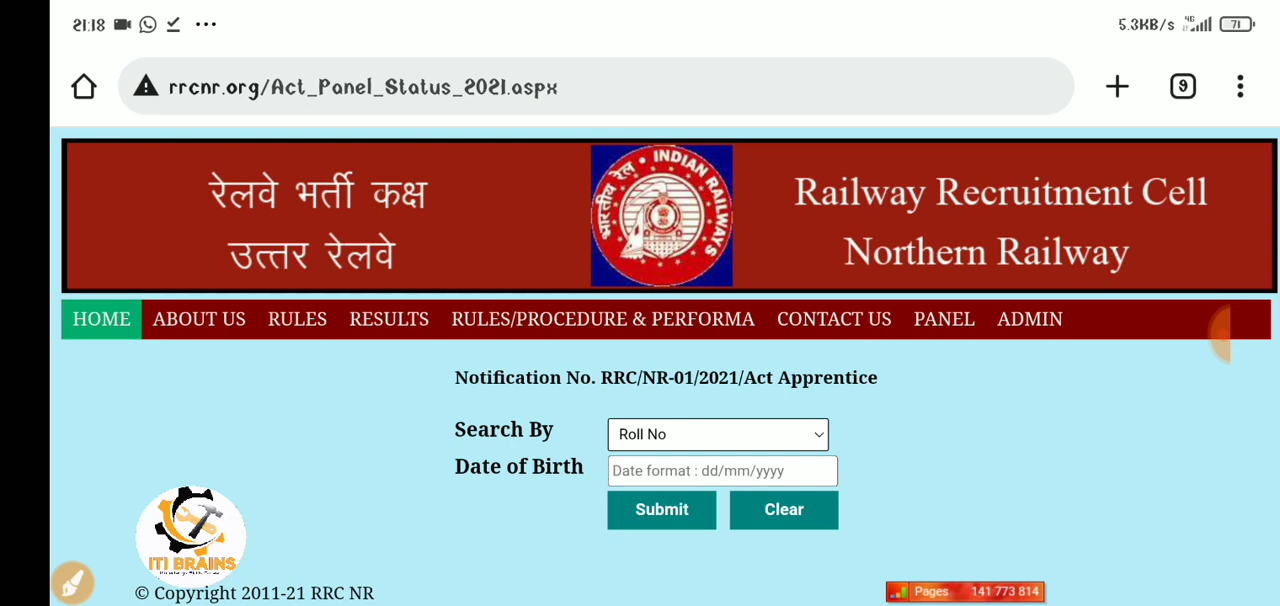 21:18
5.3KB/s 4G 71
rrcnr.org/Act_Panel_Status_2021.aspx
9
रेलवे भर्ती कक्ष
उत्तर रेलवे
भारतीय रेल • INDIAN RAILWAYS
Railway Recruitment Cell
Northern Railway
HOME ABOUT US RULES RESULTS RULES/PROCEDURE & PERFORMA CONTACT US PANEL ADMIN
Notification No. RRC/NR-01/2021/Act Apprentice
Search By Roll No
Date of Birth Date format : dd/mm/yyyy
Submit Clear
ITI BRAINS
© Copyright 2011-21 RRC NR
Pages 141 773 814